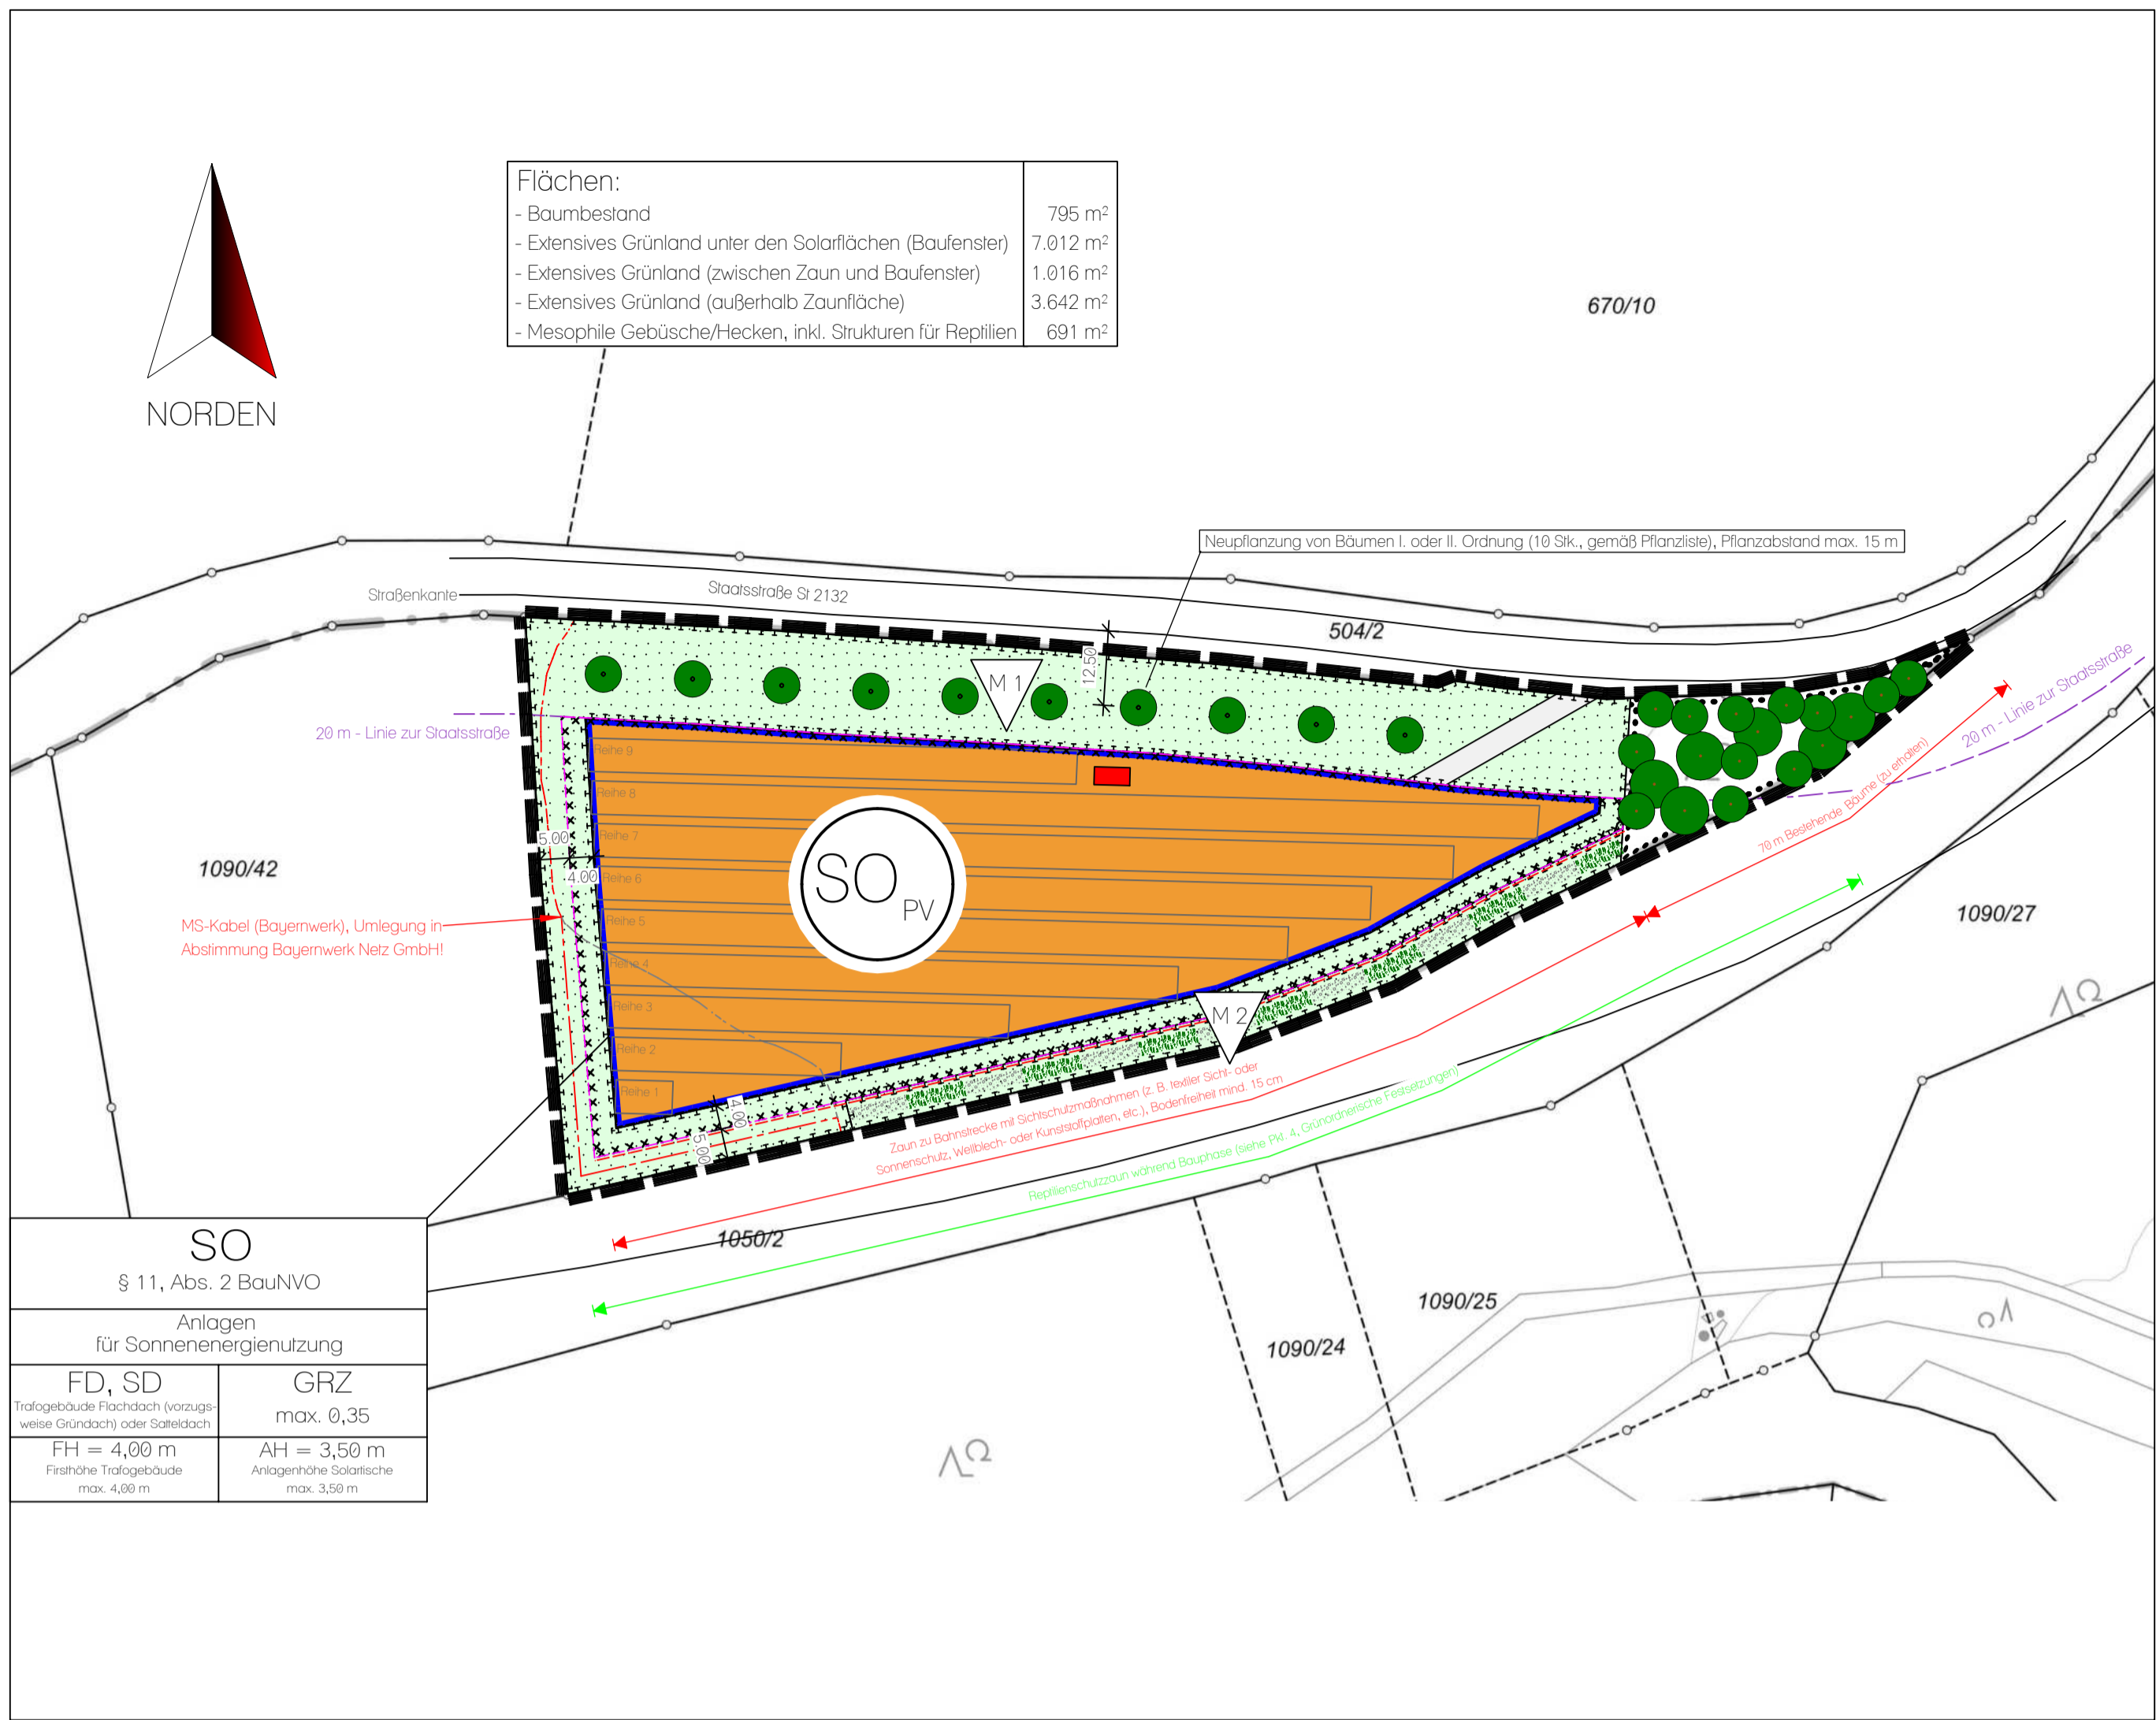 Flächen:
- Baumbestand 795 m²
- Extensives Grünland unter den Solarflächen (Baufenster) 7.012 m²
- Extensives Grünland (zwischen Zaun und Baufenster) 1.016 m²
- Extensives Grünland (außerhalb Zaunfläche) 3.642 m²
- Mesophile Gebüsche/Hecken, inkl. Strukturen für Reptilien 691 m²
670/10
NORDEN
Neupflanzung von Bäumen I. oder II. Ordnung (10 Stk., gemäß Pflanzliste), Pflanzabstand max. 15 m
Straßenkante
Staatsstraße St 2132
504/2
12.50
M 1
20 m - Linie zur Staatsstraße
20 m - Linie zur Staatsstraße
Reihe 9
Reihe 8
Reihe 7
Reihe 6
Reihe 5
Reihe 4
Reihe 3
Reihe 2
Reihe 1
5.00
4.00
SO
PV
70 m Bestehende Bäume (zu erhalten)
1090/42
1090/27
MS-Kabel (Bayernwerk), Umlegung in
Abstimmung Bayernwerk Netz GmbH!
M 2
4.00
5.00
Zaun zu Bahnstrecke mit Sichtschutzmaßnahmen (z. B. textiler Sicht- oder
Sonnenschutz, Wellblech- oder Kunststoffplatten, etc.), Bodenfreiheit mind. 15 cm
Reptilienschutzzaun während Bauphase (siehe Pkt. 4, Grünordnerische Festsetzungen)
1050/2
1090/25
1090/24
SO
§ 11, Abs. 2 BauNVO
Anlagen
für Sonnenenergienutzung
FD, SD
Trafogebäude Flachdach (vorzugs-
weise Gründach) oder Satteldach
GRZ
max. 0,35
FH = 4,00 m
Firsthöhe Trafogebäude
max. 4,00 m
AH = 3,50 m
Anlagenhöhe Solartische
max. 3,50 m